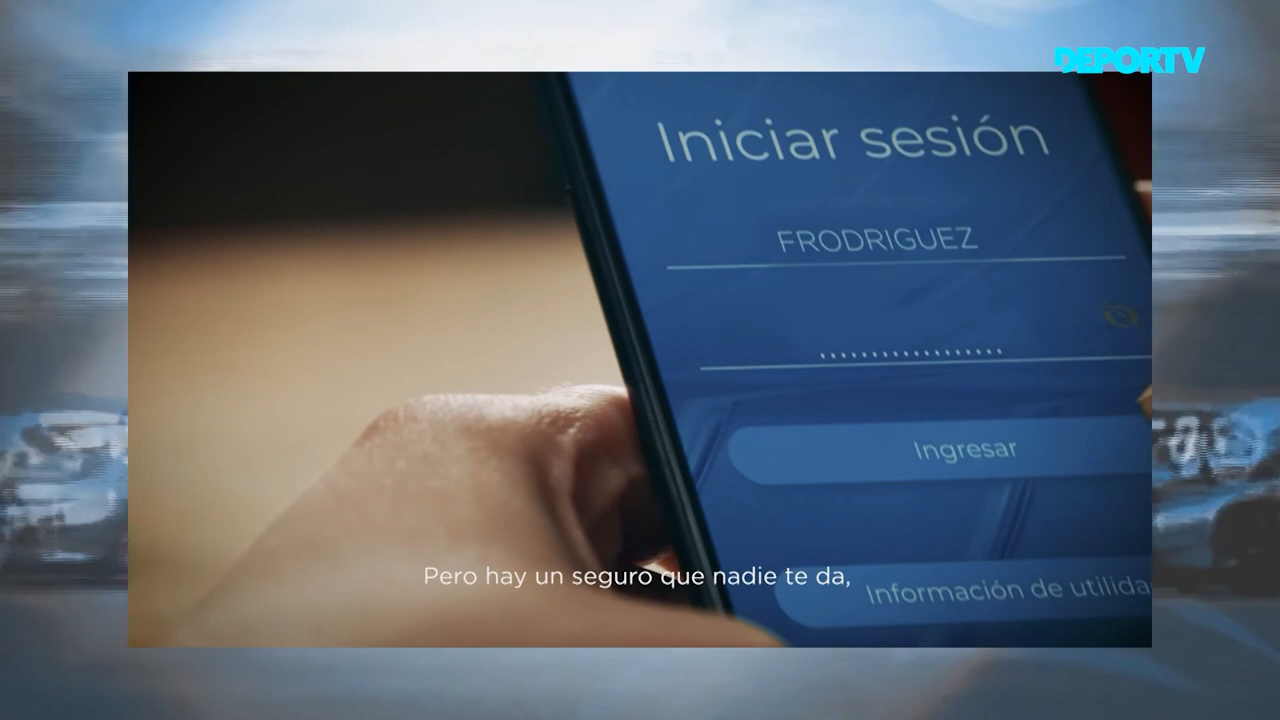 DEPORTV
Iniciar sesión
FRODRIGUEZ
Ingresar
Pero hay un seguro que nadie te da,
Información de utilida